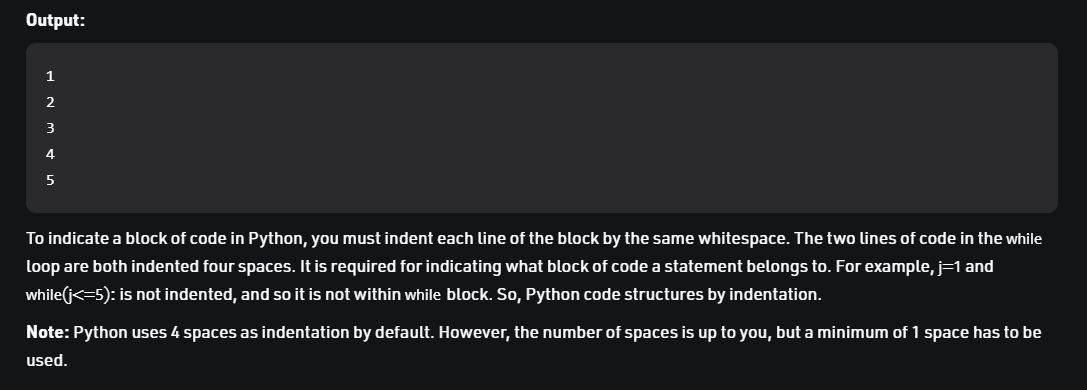 Output:
1
2
3
4
5
To indicate a block of code in Python, you must indent each line of the block by the same whitespace. The two lines of code in the while
loop are both indented four spaces. It is required for indicating what block of code a statement belongs to. For example, j=1 and
while(j<=5): is not indented, and so it is not within while block. So, Python code structures by indentation.
Note: Python uses 4 spaces as indentation by default. However, the number of spaces is up to you, but a minimum of 1 space has to be
used.